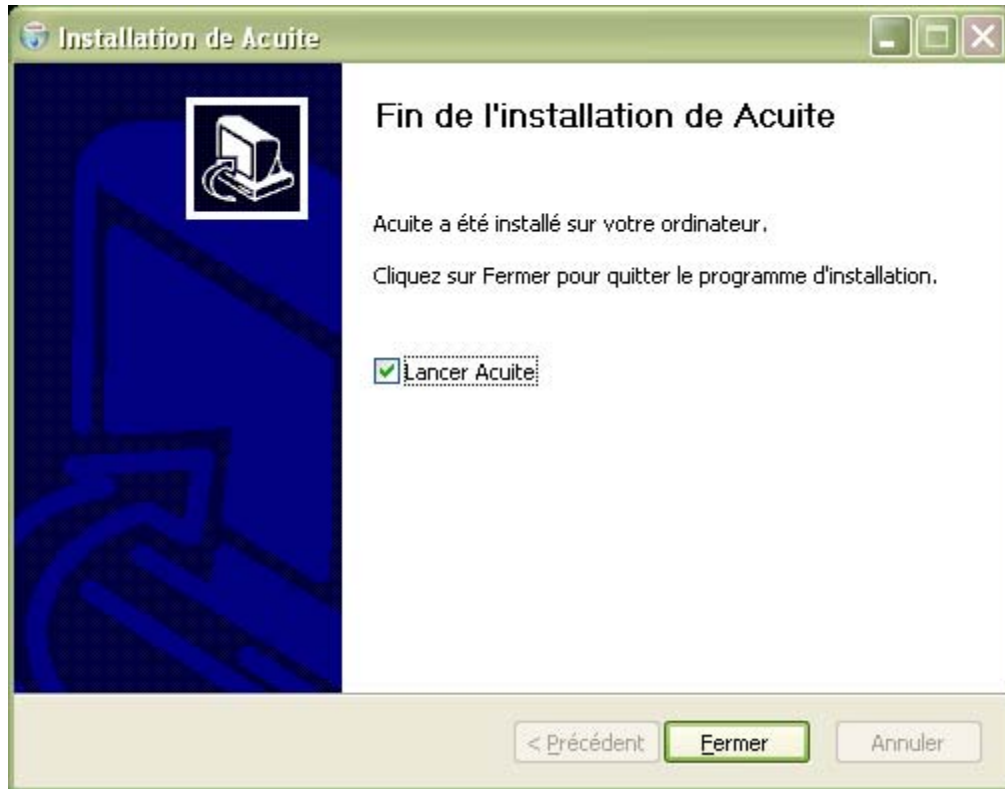 Installation de Acuite
Fin de l'installation de Acuite
Acuite a été installé sur votre ordinateur.
Cliquez sur Fermer pour quitter le programme d'installation.
Lancer Acuite
< Précédent
Fermer
Annuler